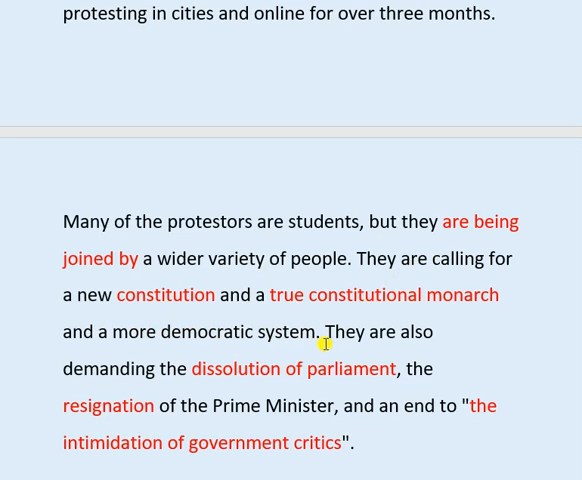 protesting in cities and online for over three months.
Many of the protestors are students, but they are being
joined by a wider variety of people. They are calling for
a new constitution and a true constitutional monarch
and a more democratic system. They are also
demanding the dissolution of parliament, the
resignation of the Prime Minister, and an end to "the
intimidation of government critics".